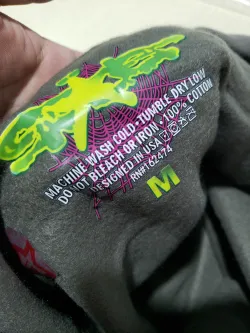 MACHINE WASH COLD • TUMBLE DRY LOW
DO NOT BLEACH OR IRON • 100% COTTON
DESIGNED IN USA
RN#162474
M